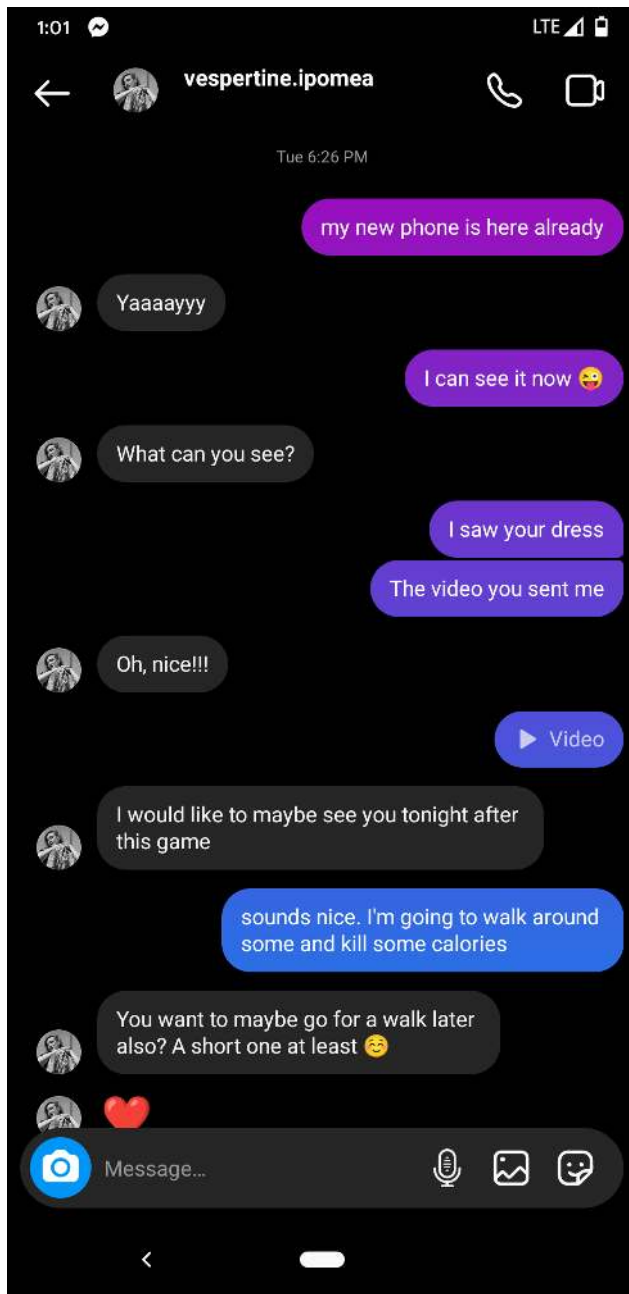 1:01
LTE
vespertine.ipomea
Tue 6:26 PM
my new phone is here already
Yaaaayyy
I can see it now 😜
What can you see?
I saw your dress
The video you sent me
Oh, nice!!!
Video
I would like to maybe see you tonight after
this game
sounds nice. I'm going to walk around
some and kill some calories
You want to maybe go for a walk later
also? A short one at least ☺️
❤️
Message...